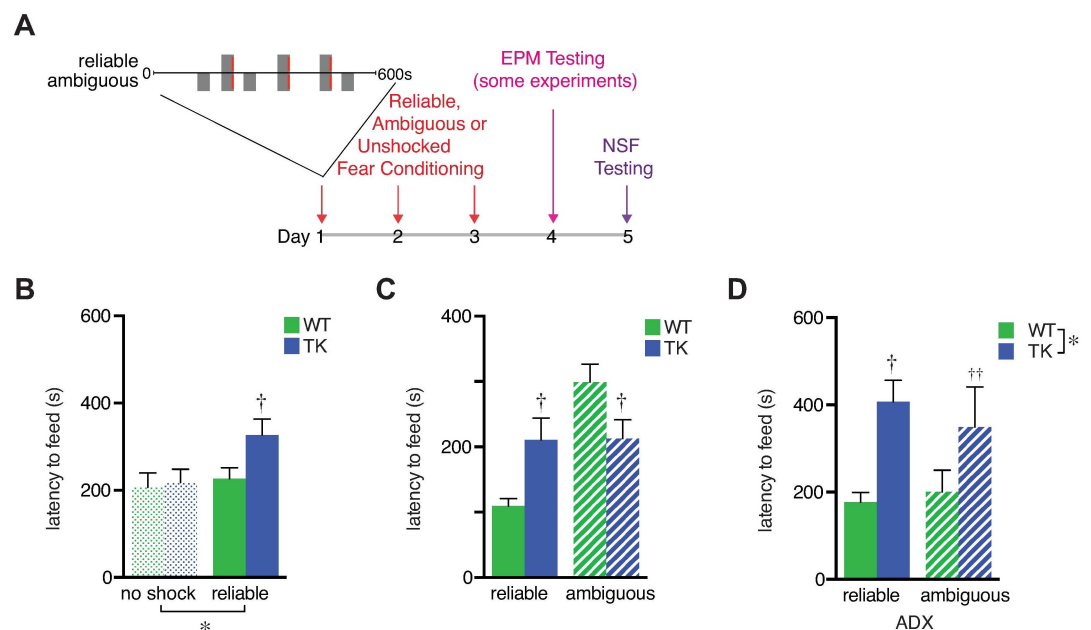 A
reliable
ambiguous
0
600s
EPM Testing
(some experiments)
Reliable,
Ambiguous or
Unshocked
Fear Conditioning
NSF
Testing
Day 1 2 3 4 5
B
600
400
200
0
latency to feed (s)
WT
TK
†
no shock reliable
*
C
400
200
0
latency to feed (s)
WT
TK
† †
reliable ambiguous
D
600
400
200
0
latency to feed (s)
WT
TK
*
† ††
reliable ambiguous
ADX